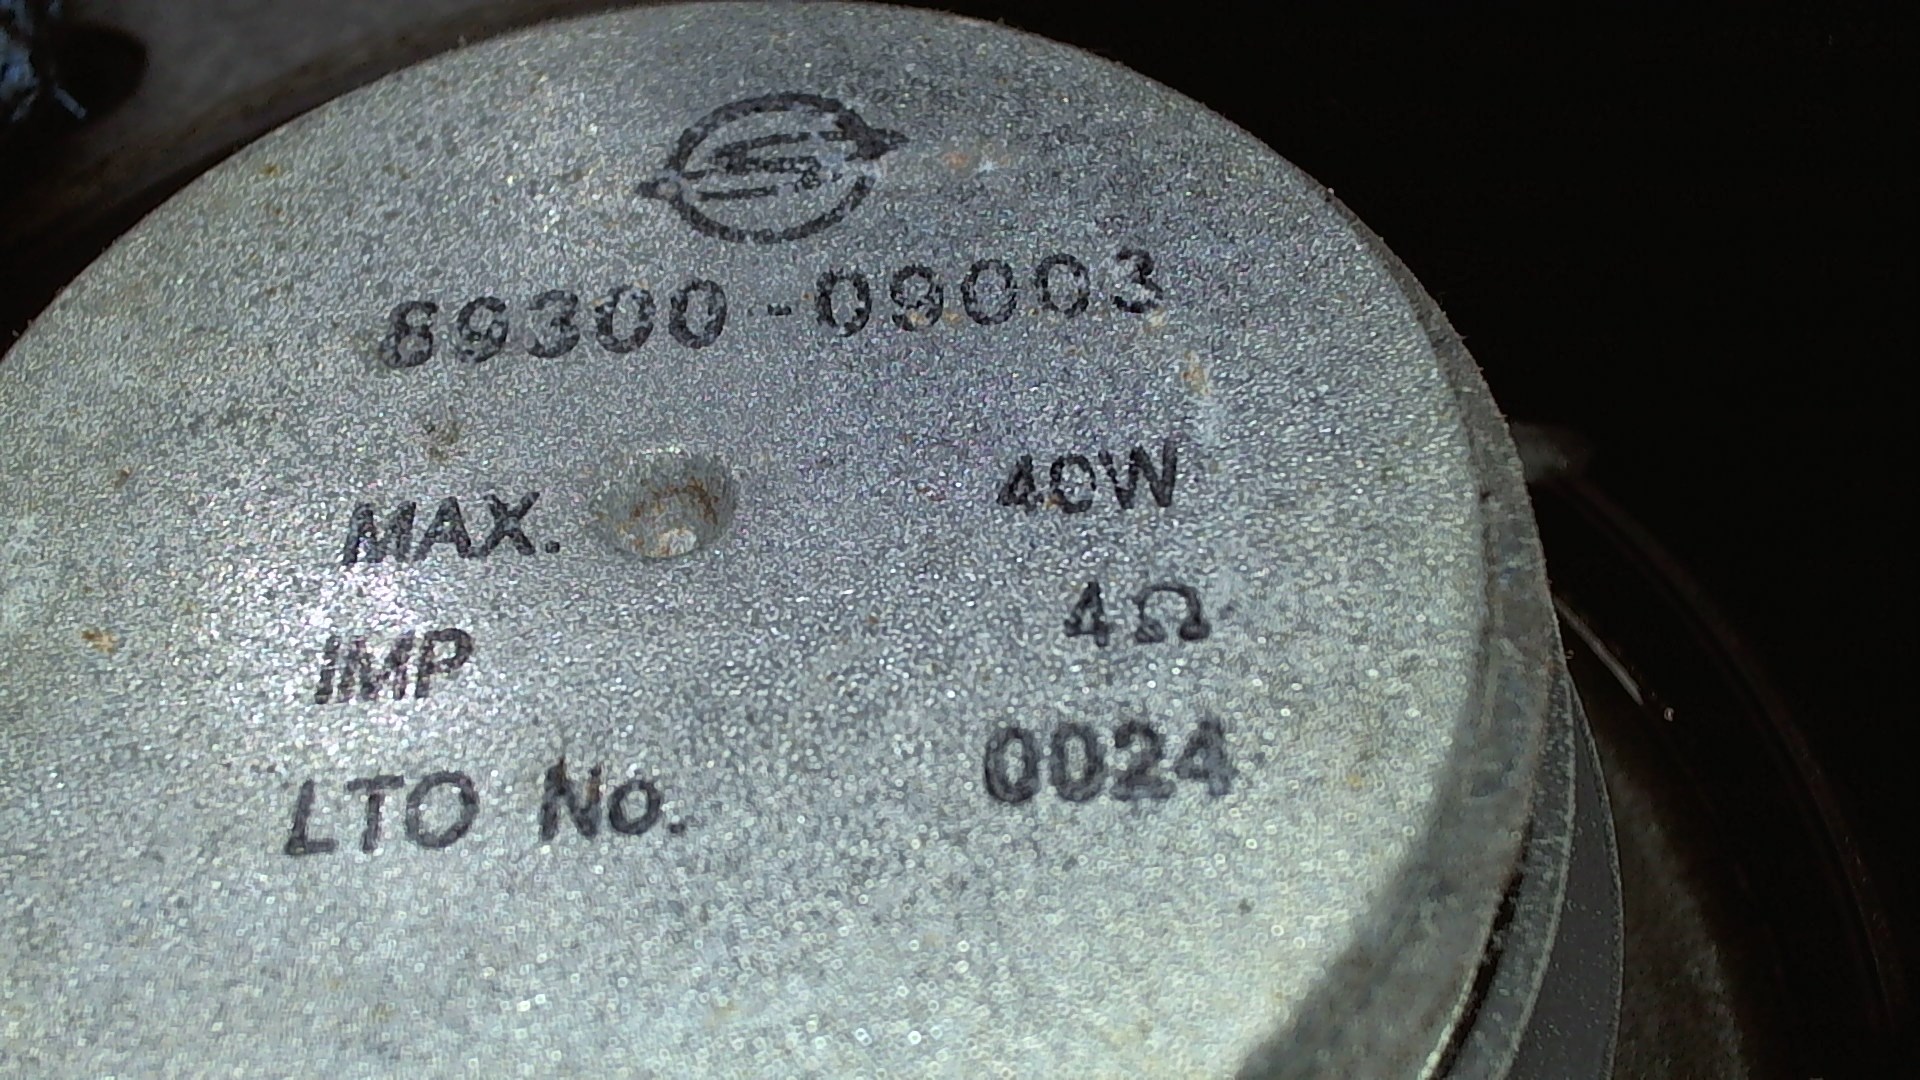 89300-09003
MAX. 40W
IMP 4Ω
LTO No. 0024